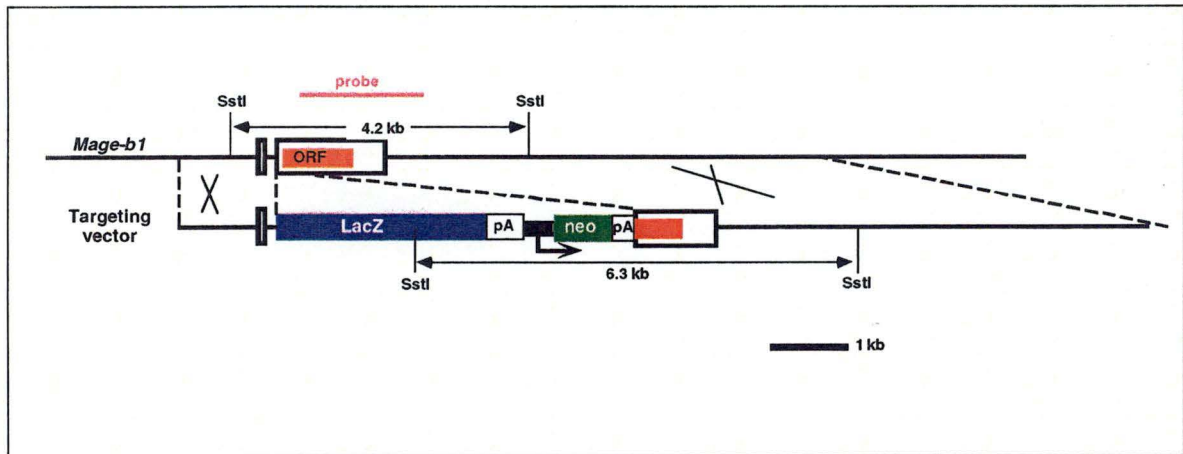 probe
SstI SstI
4.2 kb
Mage-b1
ORF
Targeting
vector
LacZ pA neo pA
6.3 kb
SstI SstI
1 kb